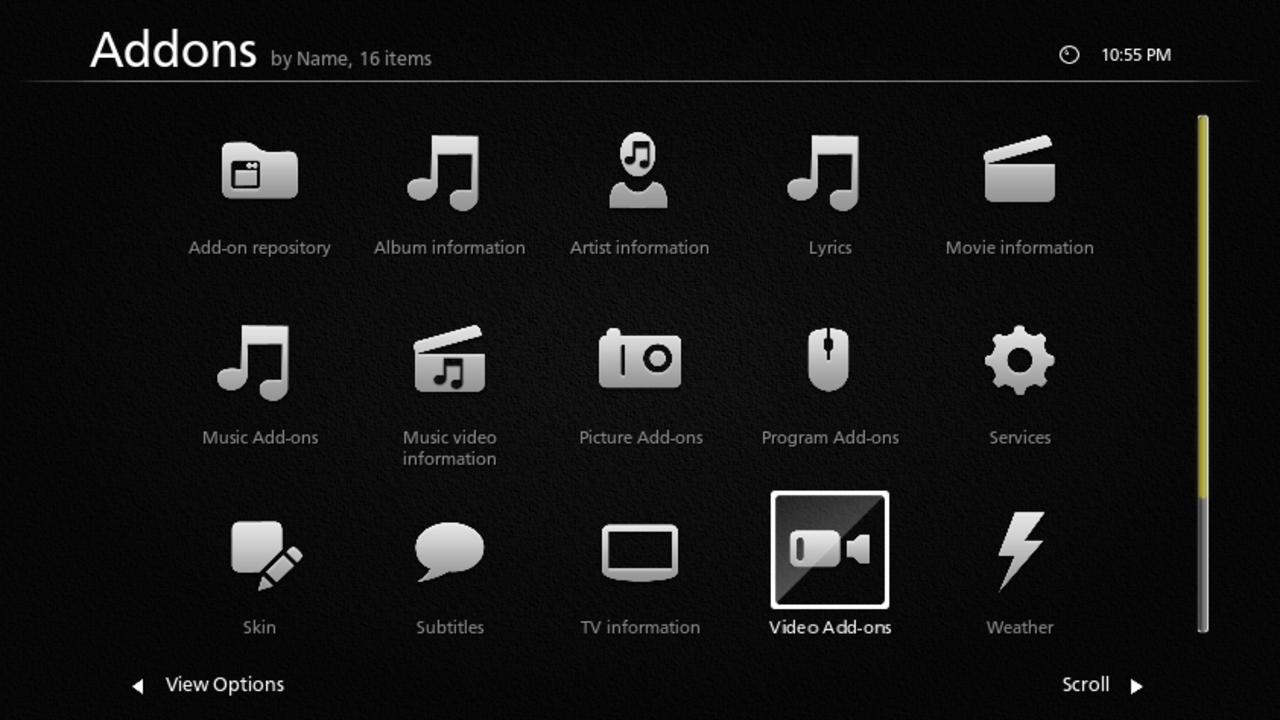 Addons by Name, 16 items
10:55 PM
Add-on repository
Album information
Artist information
Lyrics
Movie information
Music Add-ons
Music video
information
Picture Add-ons
Program Add-ons
Services
Skin
Subtitles
TV information
Video Add-ons
Weather
View Options
Scroll